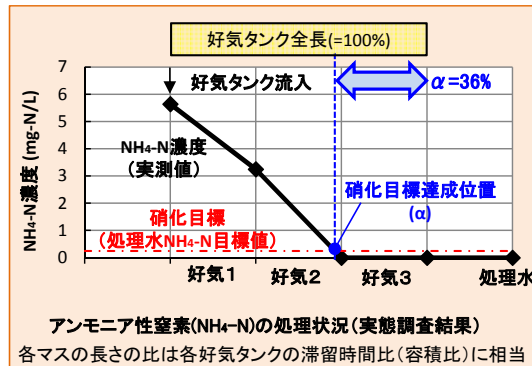 好気タンク全長(=100%)
α=36%
好気タンク流入
NH4-N濃度 (mg-N/L)
7
6
5
4
3
2
1
0
NH4-N濃度
(実測値)
硝化目標達成位置
(α)
硝化目標
(処理水NH4-N目標値)
好気1
好気2
好気3
処理水
アンモニア性窒素(NH4-N)の処理状況(実態調査結果)
各マスの長さの比は各好気タンクの滞留時間比(容積比)に相当